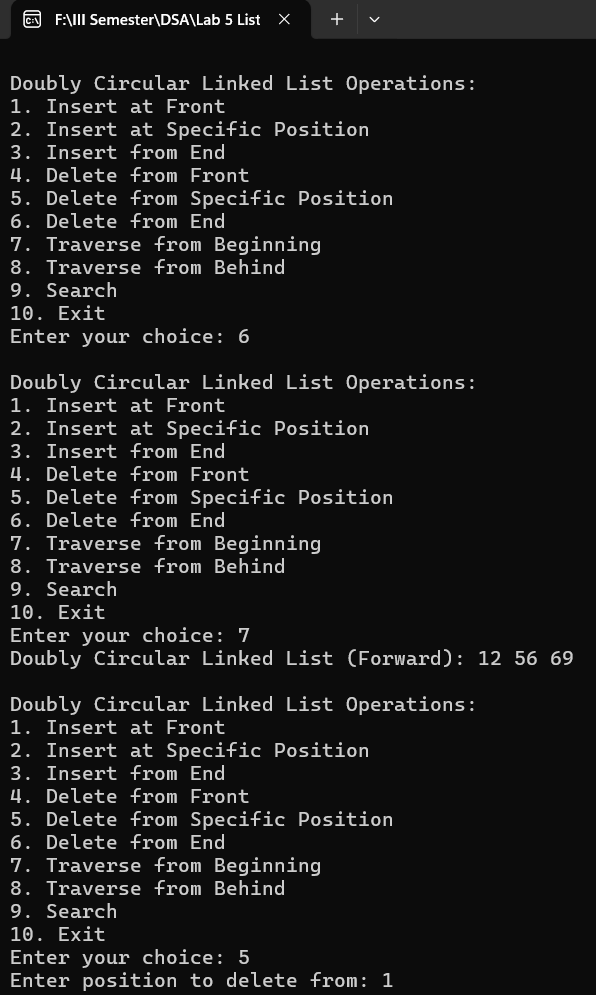 F:\III Semester\DSA\Lab 5 List
Doubly Circular Linked List Operations:
1. Insert at Front
2. Insert at Specific Position
3. Insert from End
4. Delete from Front
5. Delete from Specific Position
6. Delete from End
7. Traverse from Beginning
8. Traverse from Behind
9. Search
10. Exit
Enter your choice: 6
Doubly Circular Linked List Operations:
1. Insert at Front
2. Insert at Specific Position
3. Insert from End
4. Delete from Front
5. Delete from Specific Position
6. Delete from End
7. Traverse from Beginning
8. Traverse from Behind
9. Search
10. Exit
Enter your choice: 7
Doubly Circular Linked List (Forward): 12 56 69
Doubly Circular Linked List Operations:
1. Insert at Front
2. Insert at Specific Position
3. Insert from End
4. Delete from Front
5. Delete from Specific Position
6. Delete from End
7. Traverse from Beginning
8. Traverse from Behind
9. Search
10. Exit
Enter your choice: 5
Enter position to delete from: 1